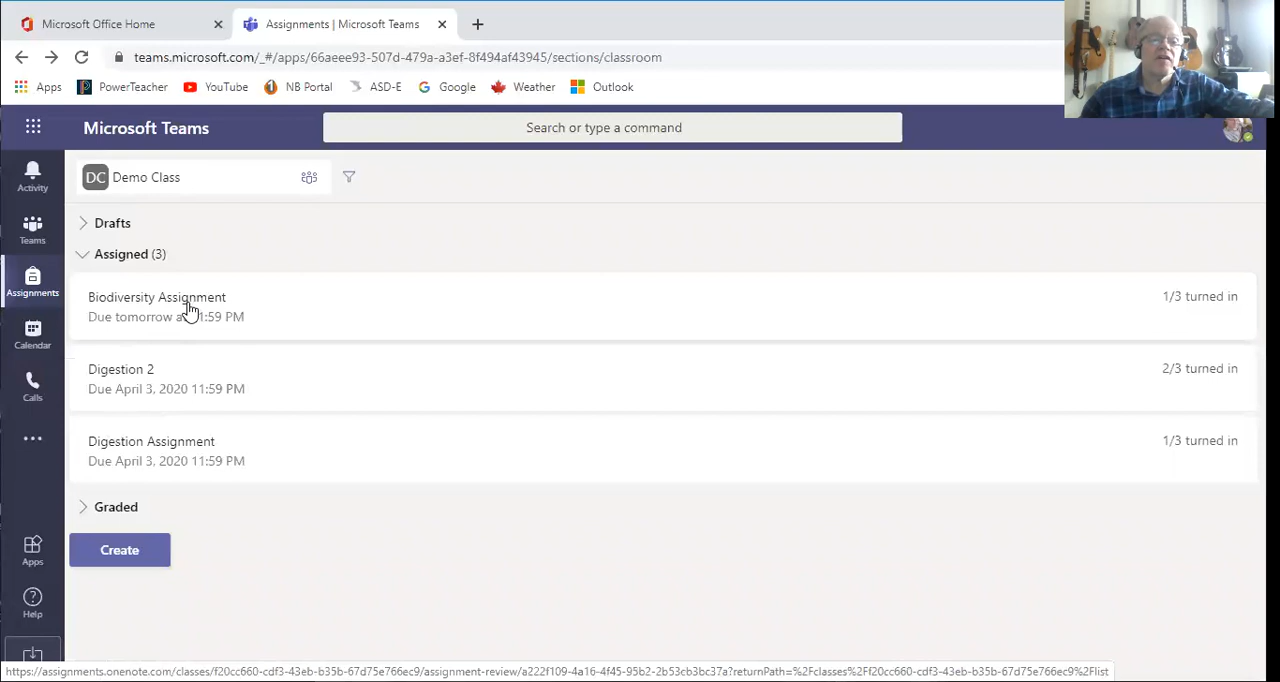 Microsoft Office Home
Assignments | Microsoft Teams
teams.microsoft.com/_#/apps/66aeee93-507d-479a-a3ef-8f494af43945/sections/classroom
Apps PowerTeacher YouTube NB Portal ASD-E Google Weather Outlook
Microsoft Teams
Search or type a command
Activity
Teams
Assignments
Calendar
Calls
Apps
Help
DC Demo Class
Drafts
Assigned (3)
Biodiversity Assignment
1/3 turned in
Due tomorrow 1:59 PM
Digestion 2
2/3 turned in
Due April 3, 2020 11:59 PM
Digestion Assignment
1/3 turned in
Due April 3, 2020 11:59 PM
Graded
Create
https://assignments.onenote.com/classes/f20cc660-cdf3-43eb-b35b-67d75e766ec9/assignment-review/a222f109-4a16-4f45-95b2-2b53cb3bc37a?returnPath=%2Fclasses%2Ff20cc660-cdf3-43eb-b35b-67d75e766ec9%2Flist